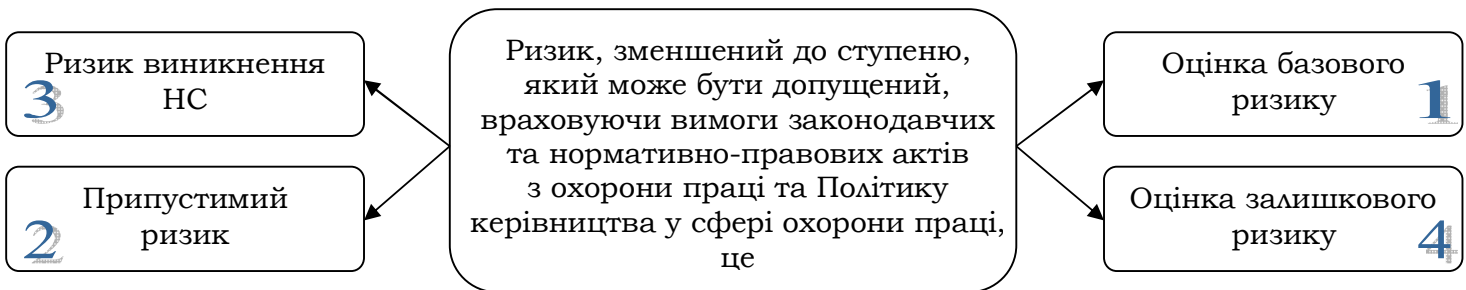 Ризик виникнення
НС
3
Припустимий
ризик
2
Ризик, зменшений до ступеню,
який може бути допущений,
враховуючи вимоги законодавчих
та нормативно-правових актів
з охорони праці та Політику
керівництва у сфері охорони праці,
це
Оцінка базового
ризику
1
Оцінка залишкового
ризику
4